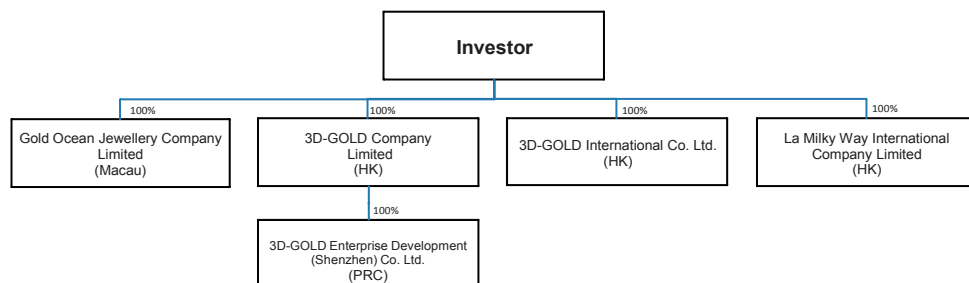 Investor
100%
100%
100%
100%
Gold Ocean Jewellery Company
Limited
(Macau)
3D-GOLD Company
Limited
(HK)
3D-GOLD International Co. Ltd.
(HK)
La Milky Way International
Company Limited
(HK)
100%
3D-GOLD Enterprise Development
(Shenzhen) Co. Ltd.
(PRC)